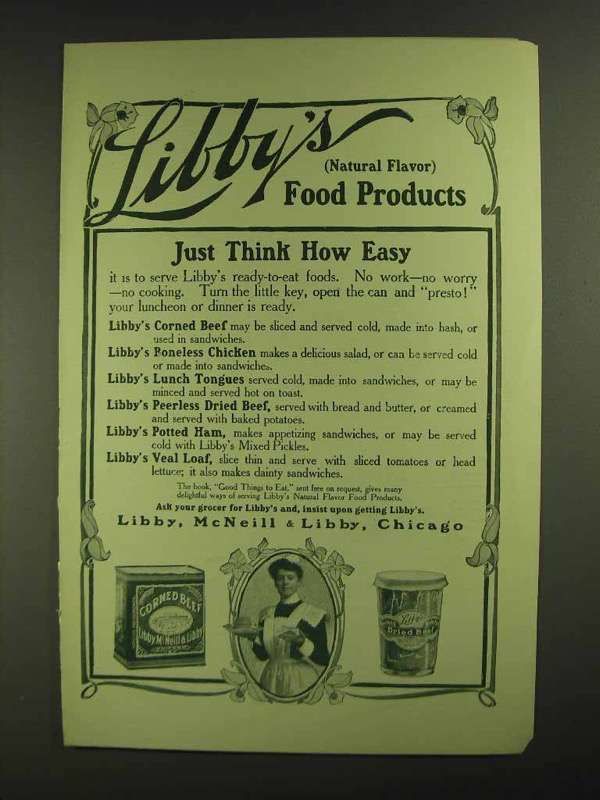 Libby's
(Natural Flavor)
Food Products
Just Think How Easy
it is to serve Libby's ready-to-eat foods. No work—no worry
—no cooking. Turn the little key, open the can and "presto!"
your luncheon or dinner is ready.
Libby's Corned Beef may be sliced and served cold, made into hash, or
used in sandwiches.
Libby's Boneless Chicken makes a delicious salad, or can be served cold
or made into sandwiches.
Libby's Lunch Tongues served cold, made into sandwiches, or may be
minced and served hot on toast.
Libby's Peerless Dried Beef, served with bread and butter, or creamed
and served with baked potatoes.
Libby's Potted Ham, makes appetizing sandwiches, or may be served
cold with Libby's Mixed Pickles.
Libby's Veal Loaf, slice thin and serve with sliced tomatoes or head
lettuce; it also makes dainty sandwiches.
The book, "Good Things to Eat," sent free on request, gives many
delightful ways of serving Libby's Natural Flavor Food Products.
Ask your grocer for Libby's and, insist upon getting Libby's.
Libby, McNeill & Libby, Chicago
CORNED BEEF
Libby McNeill & Libby
Libby's
Dried Beef